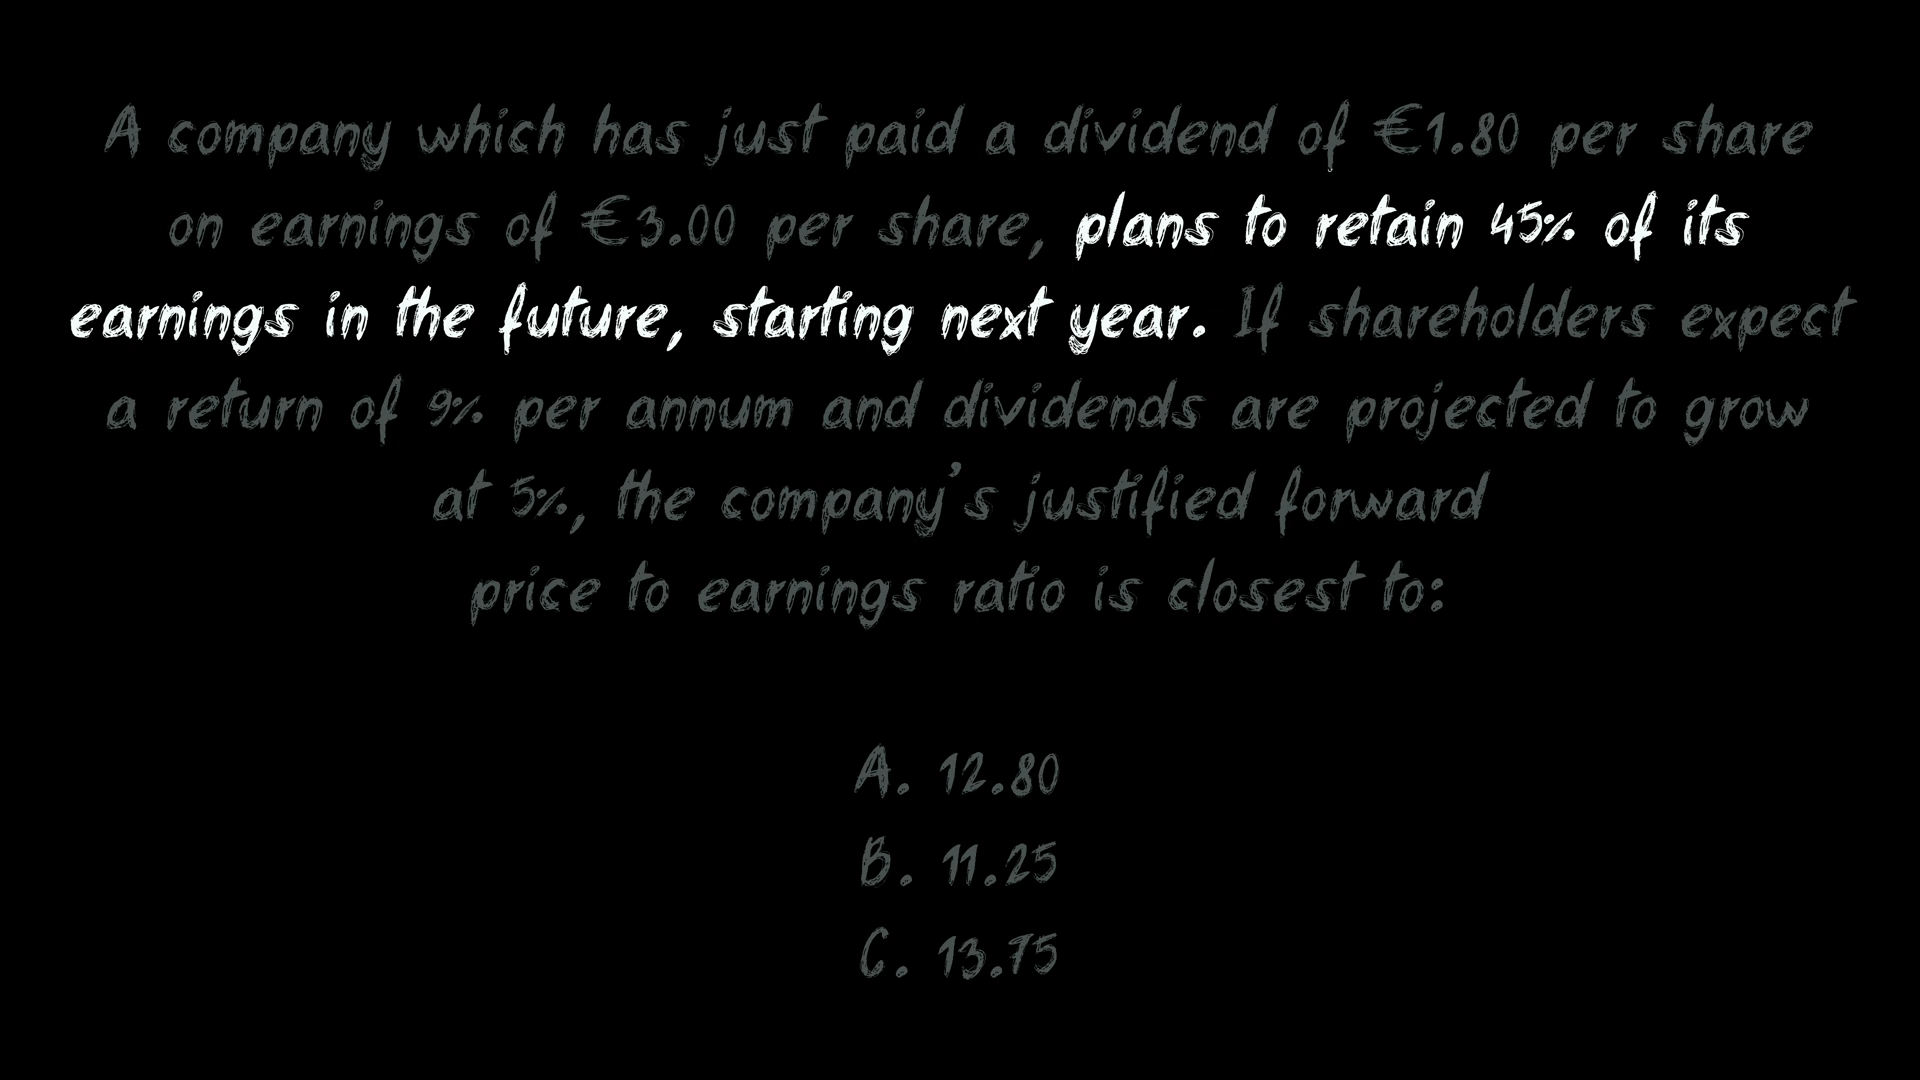 A company which has just paid a dividend of €1.80 per share
on earnings of €3.00 per share, plans to retain 45% of its
earnings in the future, starting next year. If shareholders expect
a return of 9% per annum and dividends are projected to grow
at 5%, the company's justified forward
price to earnings ratio is closest to:
A. 12.80
B. 11.25
C. 13.75